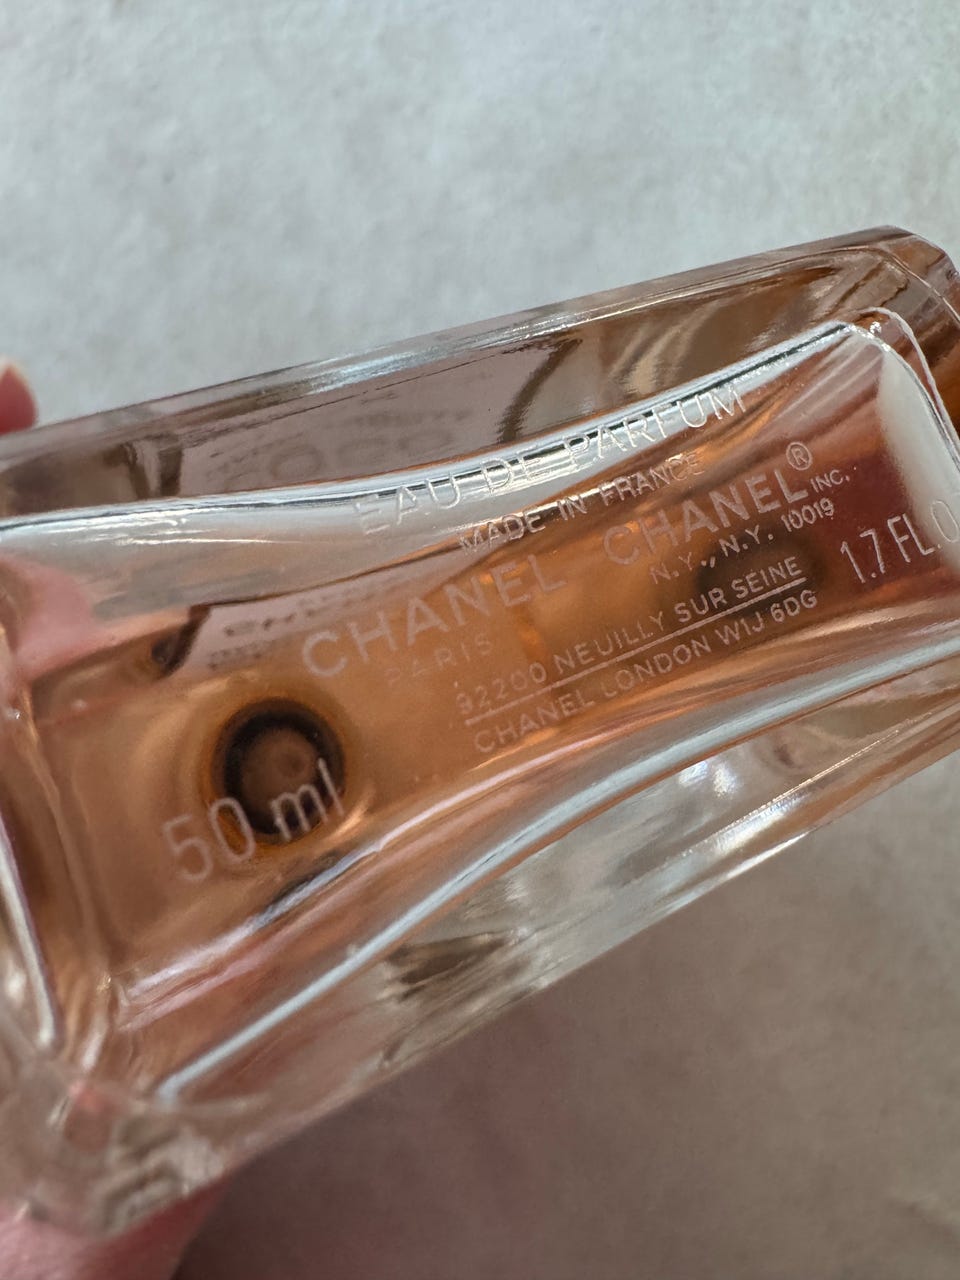 EAU DE PARFUM
MADE IN FRANCE
CHANEL CHANEL® INC.
PARIS N.Y., N.Y. 10019
92200 NEUILLY SUR SEINE
CHANEL LONDON W1J 6DG
50 ml 1.7 FL.O